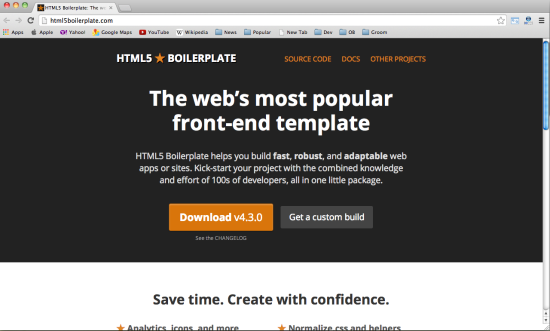 HTML5 Boilerplate: The w
html5boilerplate.com
Apps Apple Yahoo! Google Maps YouTube Wikipedia News Popular New Tab Dev OB Groom
HTML5 ★ BOILERPLATE SOURCE CODE DOCS OTHER PROJECTS
The web's most popular
front-end template
HTML5 Boilerplate helps you build fast, robust, and adaptable web
apps or sites. Kick-start your project with the combined knowledge
and effort of 100s of developers, all in one little package.
Download v4.3.0 Get a custom build
See the CHANGELOG
Save time. Create with confidence.
★ Analytics, icons, and more ★ Normalize.css and helpers